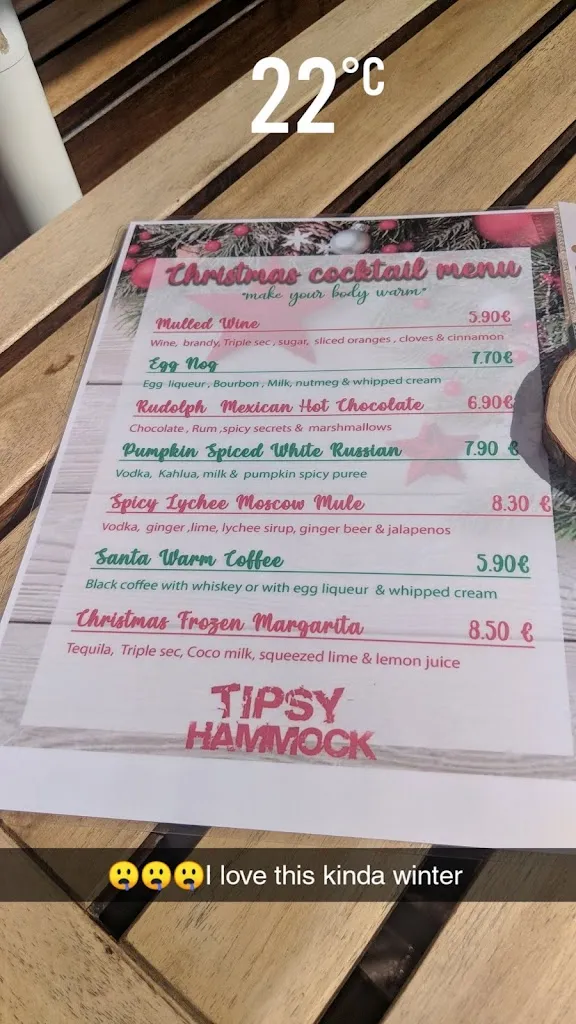 22°C
Christmas cocktail menu
"make your body warm"
Mulled Wine 5.90€
Wine, brandy, Triple sec, sugar, sliced oranges, cloves & cinnamon
Egg Nog 7.70€
Egg liqueur, Bourbon, Milk, nutmeg & whipped cream
Rudolph Mexican Hot Chocolate 6.90€
Chocolate, Rum, spicy secrets & marshmallows
Pumpkin Spiced White Russian 7.90 €
Vodka, Kahlua, milk & pumpkin spicy puree
Spicy Lychee Moscow Mule 8.30 €
Vodka, ginger, lime, lychee sirup, ginger beer & jalapenos
Santa Warm Coffee 5.90€
Black coffee with whiskey or with egg liqueur & whipped cream
Christmas Frozen Margarita 8.50 €
Tequila, Triple sec, Coco milk, squeezed lime & lemon juice
TIPSY
HAMMOCK
🤤🤤🤤I love this kinda winter